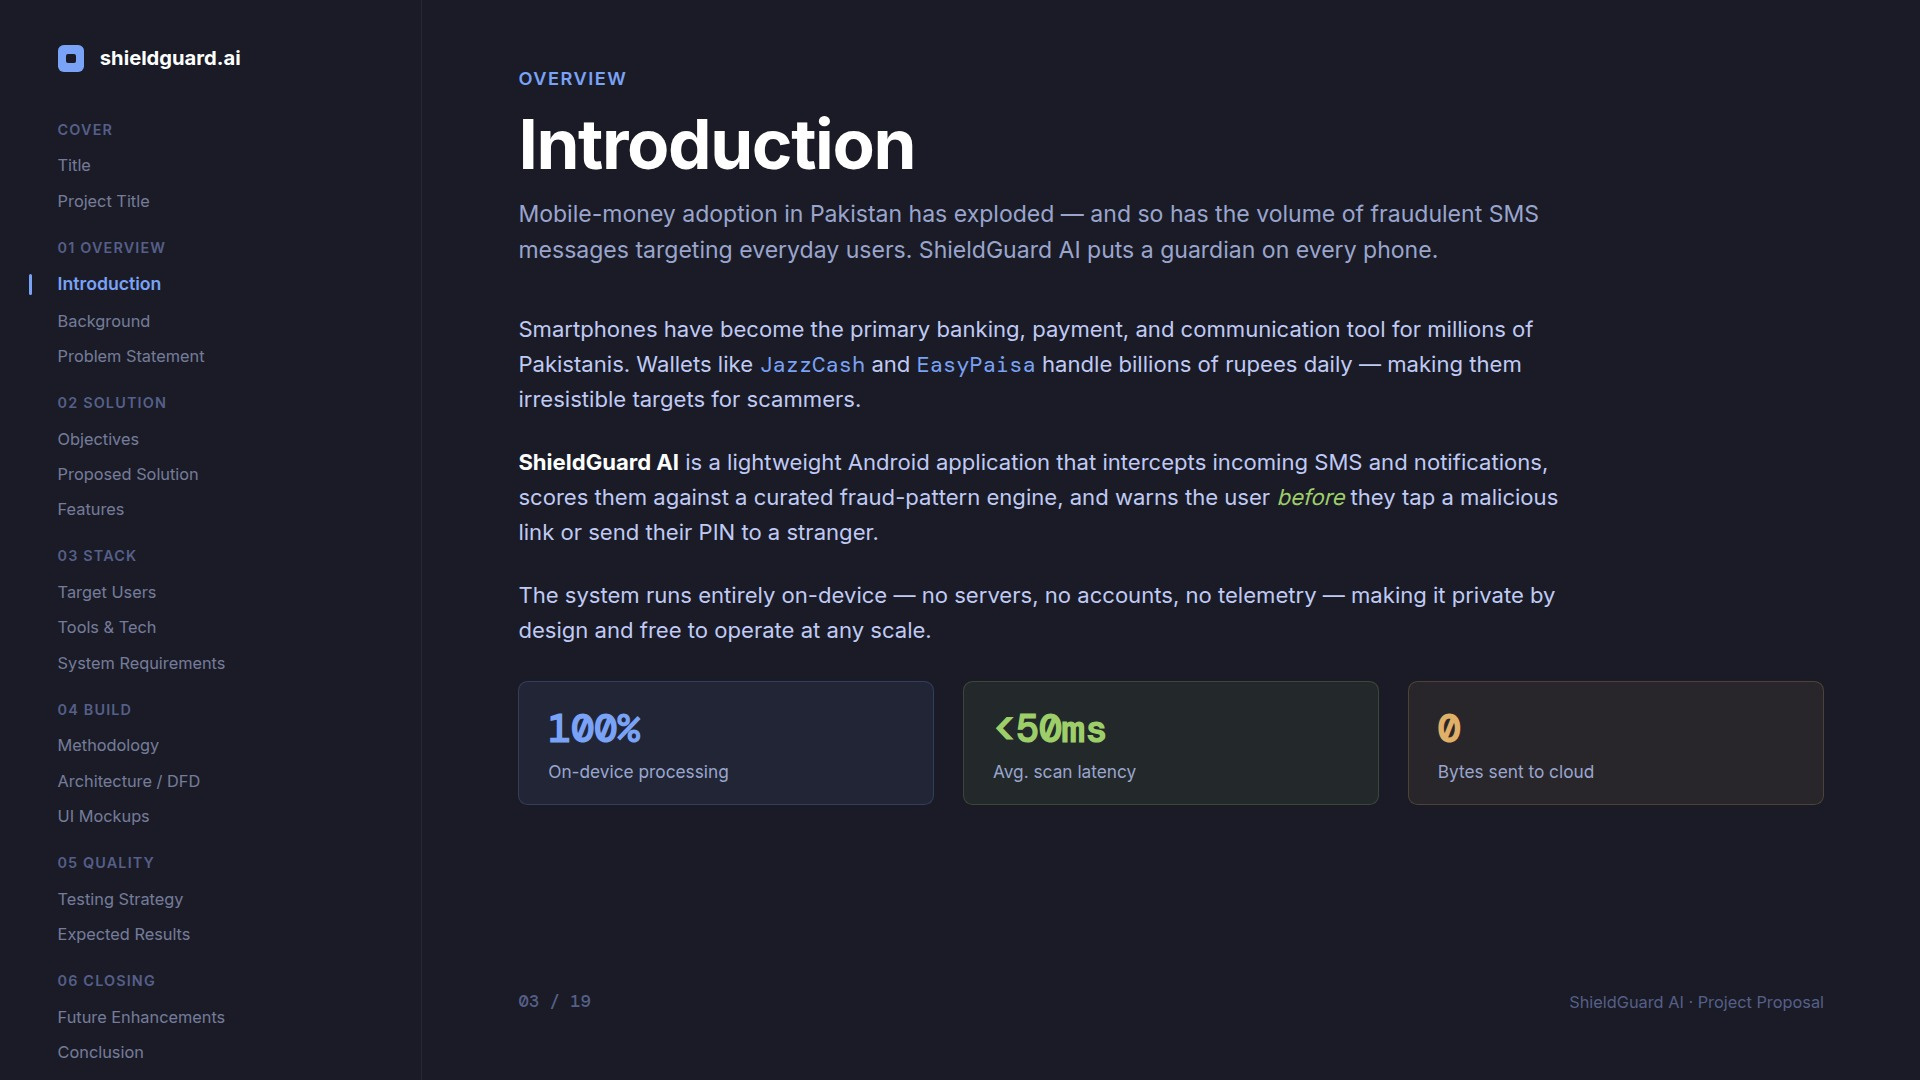 shieldguard.ai
COVER
Title
Project Title
01 OVERVIEW
Introduction
Background
Problem Statement
02 SOLUTION
Objectives
Proposed Solution
Features
03 STACK
Target Users
Tools & Tech
System Requirements
04 BUILD
Methodology
Architecture / DFD
UI Mockups
05 QUALITY
Testing Strategy
Expected Results
06 CLOSING
Future Enhancements
Conclusion
OVERVIEW
Introduction
Mobile-money adoption in Pakistan has exploded — and so has the volume of fraudulent SMS
messages targeting everyday users. ShieldGuard AI puts a guardian on every phone.
Smartphones have become the primary banking, payment, and communication tool for millions of
Pakistanis. Wallets like JazzCash and EasyPaisa handle billions of rupees daily — making them
irresistible targets for scammers.
ShieldGuard AI is a lightweight Android application that intercepts incoming SMS and notifications,
scores them against a curated fraud-pattern engine, and warns the user before they tap a malicious
link or send their PIN to a stranger.
The system runs entirely on-device — no servers, no accounts, no telemetry — making it private by
design and free to operate at any scale.
100%
On-device processing
<50ms
Avg. scan latency
0
Bytes sent to cloud
03 / 19
ShieldGuard AI · Project Proposal